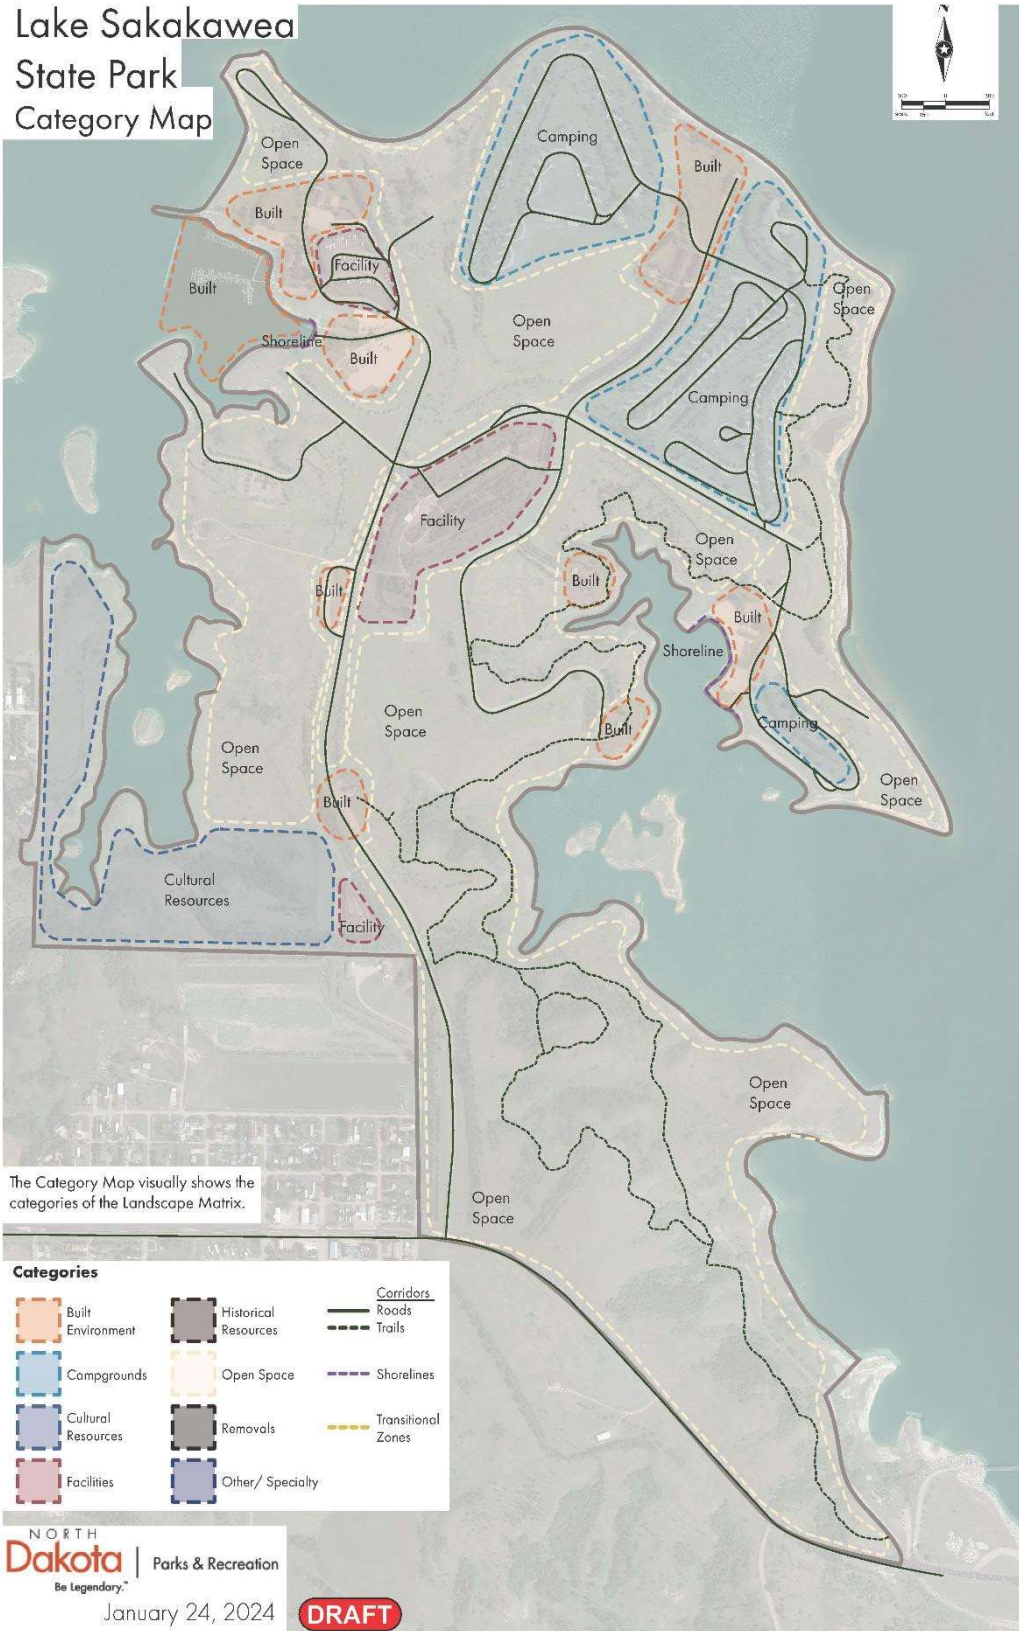 Lake Sakakawea
State Park
Category Map
N
Open
Space
Camping
Built
Built
Facility
Built
Open
Space
Shoreline
Built
Open
Space
Camping
Facility
Open
Space
Built
Built
Built
Shoreline
Open
Space
Built
Camping
Open
Space
Open
Space
Built
Cultural
Resources
Facility
Open
Space
Open
Space
The Category Map visually shows the
categories of the Landscape Matrix.
Categories
Built
Environment
Campgrounds
Cultural
Resources
Facilities
Historical
Resources
Open Space
Removals
Other/ Specialty
Corridors
Roads
Trails
Shorelines
Transitional
Zones
NORTH
Dakota
Be Legendary.™
Parks & Recreation
January 24, 2024
DRAFT